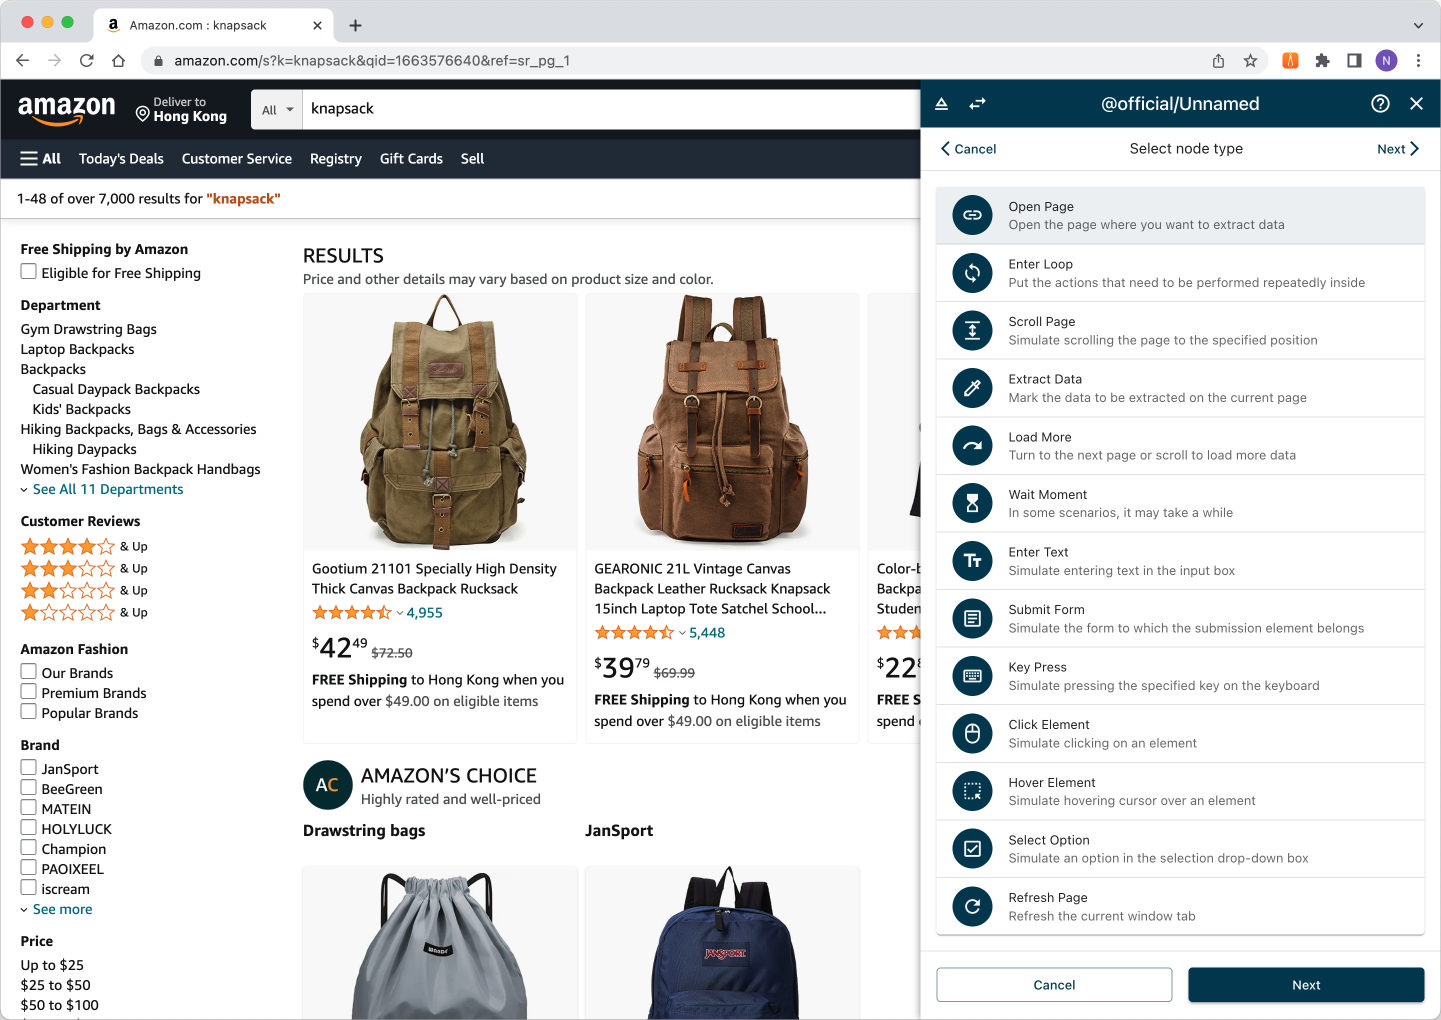 Amazon.com : knapsack
amazon.com/s?k=knapsack&qid=1663576640&ref=sr_pg_1
N
amazon
Deliver to
Hong Kong
All
knapsack
All
Today's Deals
Customer Service
Registry
Gift Cards
Sell
1-48 of over 7,000 results for "knapsack"
Free Shipping by Amazon
Eligible for Free Shipping
Department
Gym Drawstring Bags
Laptop Backpacks
Backpacks
Casual Daypack Backpacks
Kids' Backpacks
Hiking Backpacks, Bags & Accessories
Hiking Daypacks
Women's Fashion Backpack Handbags
See All 11 Departments
Customer Reviews
& Up
& Up
& Up
& Up
Amazon Fashion
Our Brands
Premium Brands
Popular Brands
Brand
JanSport
BeeGreen
MATEIN
HOLYLUCK
Champion
PAOIXEEL
iscream
See more
Price
Up to $25
$25 to $50
$50 to $100
RESULTS
Price and other details may vary based on product size and color.
Gootium 21101 Specially High Density
Thick Canvas Backpack Rucksack
4,955
$42 49 $72.50
FREE Shipping to Hong Kong when you
spend over $49.00 on eligible items
GEARONIC 21L Vintage Canvas
Backpack Leather Rucksack Knapsack
15inch Laptop Tote Satchel School...
5,448
$39 79 $69.99
FREE Shipping to Hong Kong when you
spend over $49.00 on eligible items
Color-b
Backpa
Studen
$22
FREE S
spend
AC
AMAZON'S CHOICE
Highly rated and well-priced
Drawstring bags
JanSport
JANSPORT
@official/Unnamed
Cancel
Select node type
Next
Open Page
Open the page where you want to extract data
Enter Loop
Put the actions that need to be performed repeatedly inside
Scroll Page
Simulate scrolling the page to the specified position
Extract Data
Mark the data to be extracted on the current page
Load More
Turn to the next page or scroll to load more data
Wait Moment
In some scenarios, it may take a while
Enter Text
Simulate entering text in the input box
Submit Form
Simulate the form to which the submission element belongs
Key Press
Simulate pressing the specified key on the keyboard
Click Element
Simulate clicking on an element
Hover Element
Simulate hovering cursor over an element
Select Option
Simulate an option in the selection drop-down box
Refresh Page
Refresh the current window tab
Cancel
Next